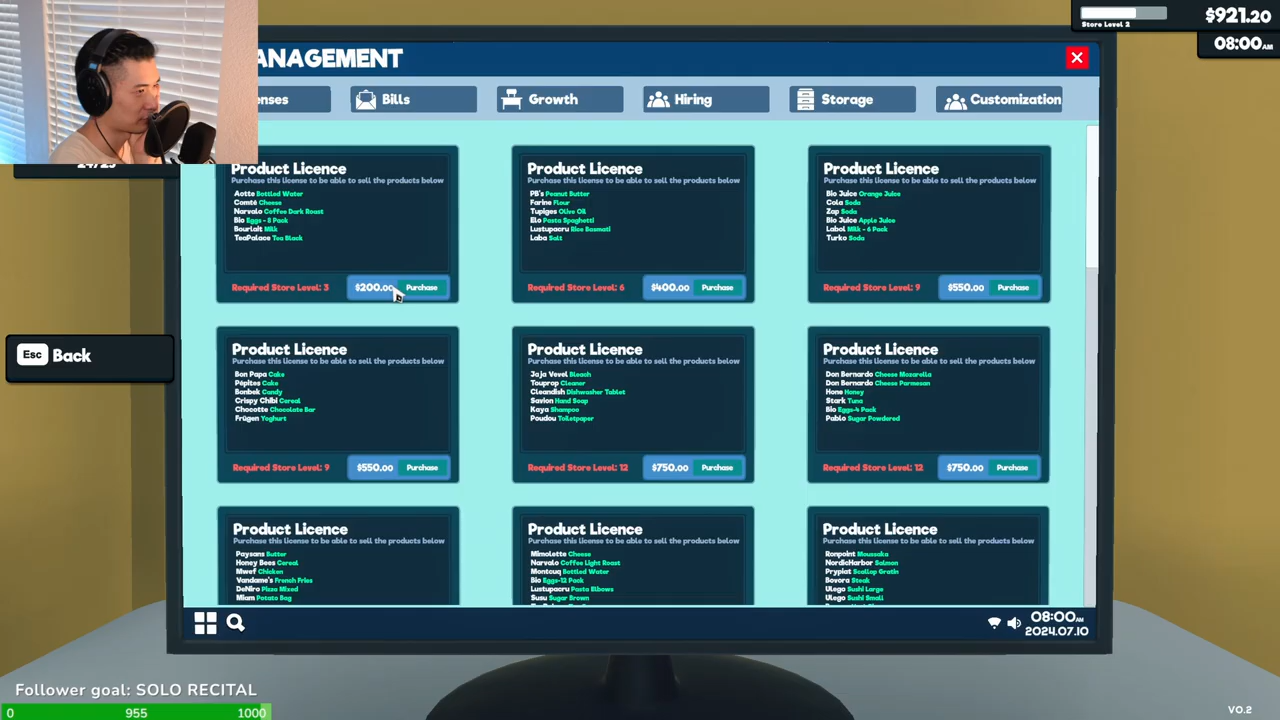 $921.20
Store Level 2
08:00AM
ANAGEMENT
enses
Bills
Growth
Hiring
Storage
Customization
Product Licence
Purchase this license to be able to sell the products below
Aotto Bottled Water
Comté Cheese
Narvalo Coffee Dark Roast
Bio Eggs - 8 Pack
Bourlait Milk
TeaPalace Tea Black
Required Store Level: 3
$200.00
Purchase
Product Licence
Purchase this license to be able to sell the products below
PB's Peanut Butter
Farine Flour
Tupiges Olive Oil
Elo Pasta Spaghetti
Lustupacru Rice Basmati
Laba Salt
Required Store Level: 6
$400.00
Purchase
Product Licence
Purchase this license to be able to sell the products below
Bio Juice Orange Juice
Cola Soda
Zap Soda
Bio Juice Apple Juice
Labol Milk - 6 Pack
Turko Soda
Required Store Level: 9
$550.00
Purchase
Esc Back
Product Licence
Purchase this license to be able to sell the products below
Bon Papa Cake
Pépites Cake
Banbek Candy
Crispy Chibi Cereal
Chocotte Chocolate Bar
Frügen Yoghurt
Required Store Level: 9
$550.00
Purchase
Product Licence
Purchase this license to be able to sell the products below
Jaja Vevel Bleach
Touprop Cleaner
Cleandish Dishwasher Tablet
Savion Hand Soap
Kaya Shampoo
Poudou Toiletpaper
Required Store Level: 12
$750.00
Purchase
Product Licence
Purchase this license to be able to sell the products below
Don Bernardo Cheese Mozarella
Don Bernardo Cheese Parmesan
Hone Honey
Stark Tuna
Bio Eggs-4 Pack
Pablo Sugar Powdered
Required Store Level: 12
$750.00
Purchase
Product Licence
Purchase this license to be able to sell the products below
Paysans Butter
Honey Bees Cereal
Mwef Chicken
Vandame's French Fries
DeNiro Pizza Mixed
Miam Potato Bag
Product Licence
Purchase this license to be able to sell the products below
Mimolette Cheese
Narvalo Coffee Light Roast
Montouq Bottled Water
Bio Eggs-12 Pack
Lustupacru Pasta Elbows
Susu Sugar Brown
Product Licence
Purchase this license to be able to sell the products below
Ronpoint Moussaka
NordicHarbor Salmon
Pryplat Scallop Gratin
Bovora Steak
Ulego Sushi Large
Ulego Sushi Small
08:00AM
2024.07.10
Follower goal: SOLO RECITAL
0
955
1000
V0.2